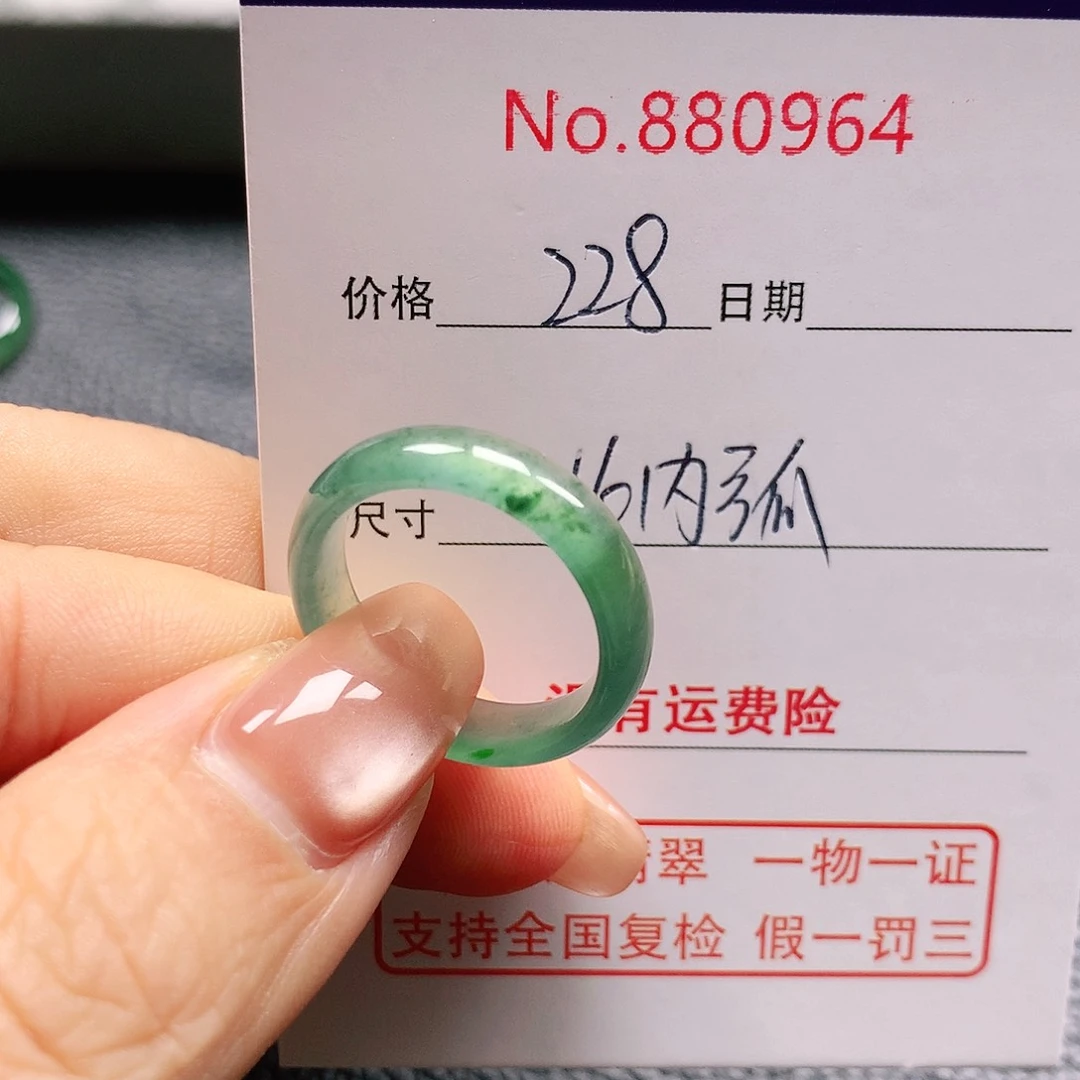 No.880964
价格 228 日期
尺寸 16内弧
有运费险
翠 一物一证
支持全国复检 假一罚三